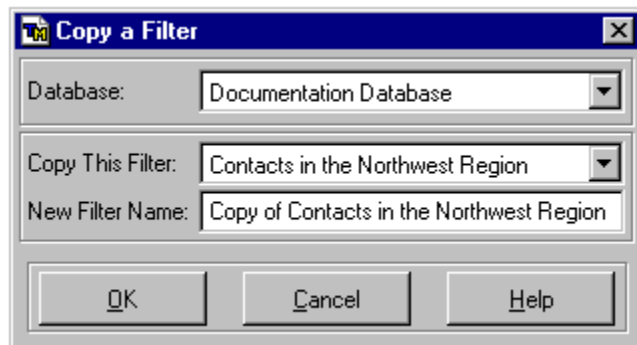 Copy a Filter
Database: Documentation Database
Copy This Filter: Contacts in the Northwest Region
New Filter Name: Copy of Contacts in the Northwest Region
OK Cancel Help